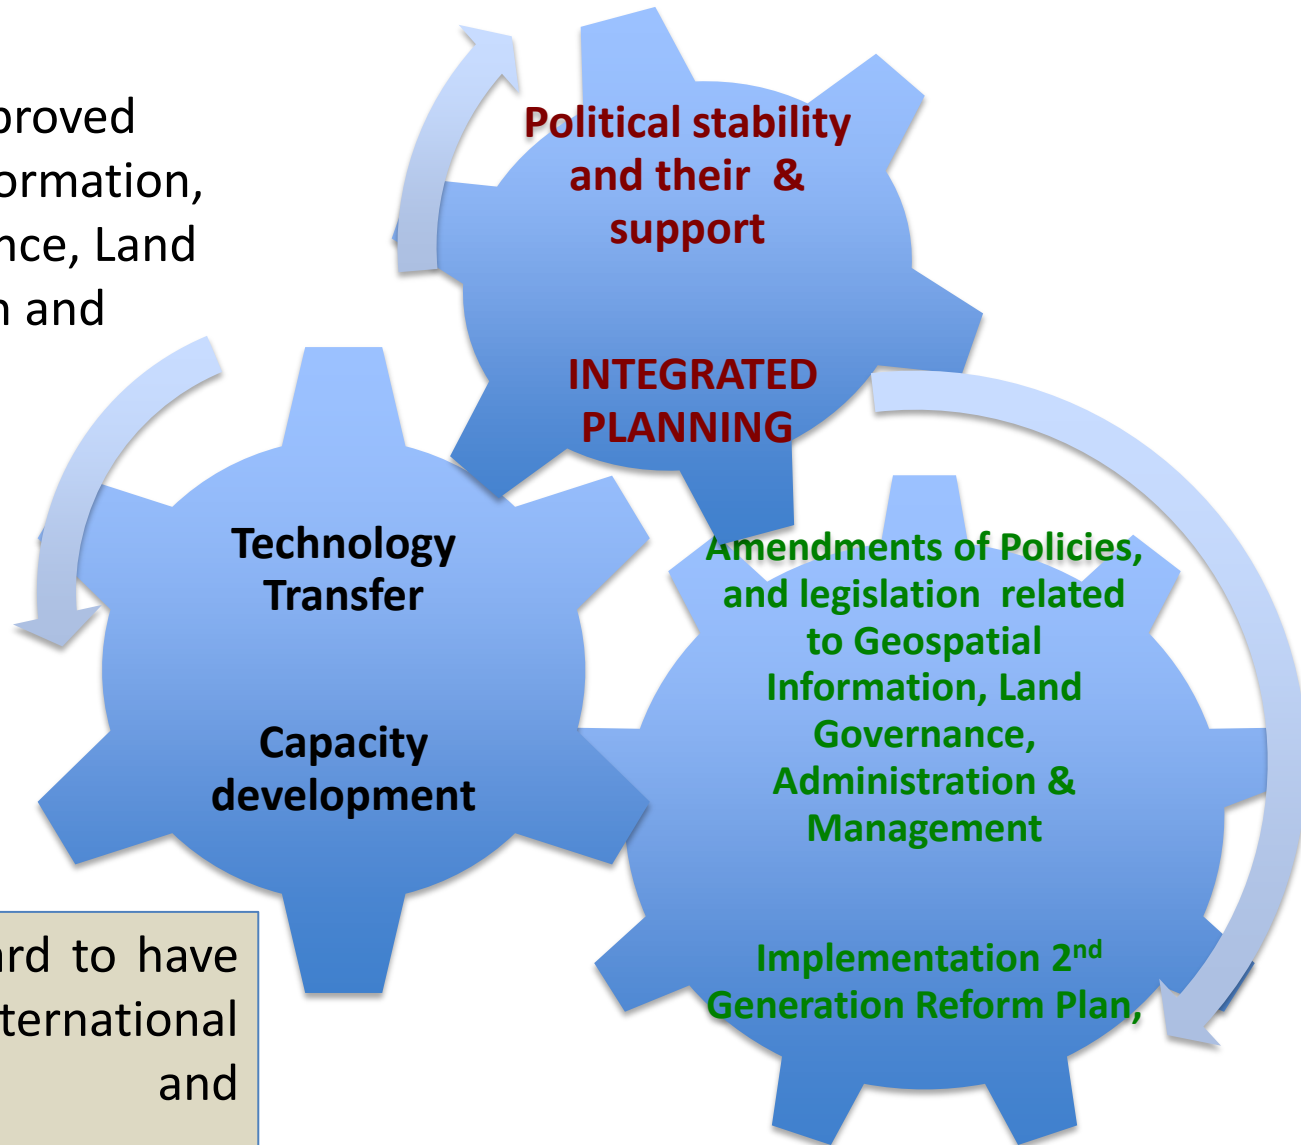 proved
ormation,
nce, Land
and
Political stability
and their &
support
INTEGRATED
PLANNING
Technology
Transfer
Capacity
development
Amendments of Policies,
and legislation related
to Geospatial
Information, Land
Governance,
Administration &
Management
Implementation 2nd
Generation Reform Plan,
ard to have
ternational
and